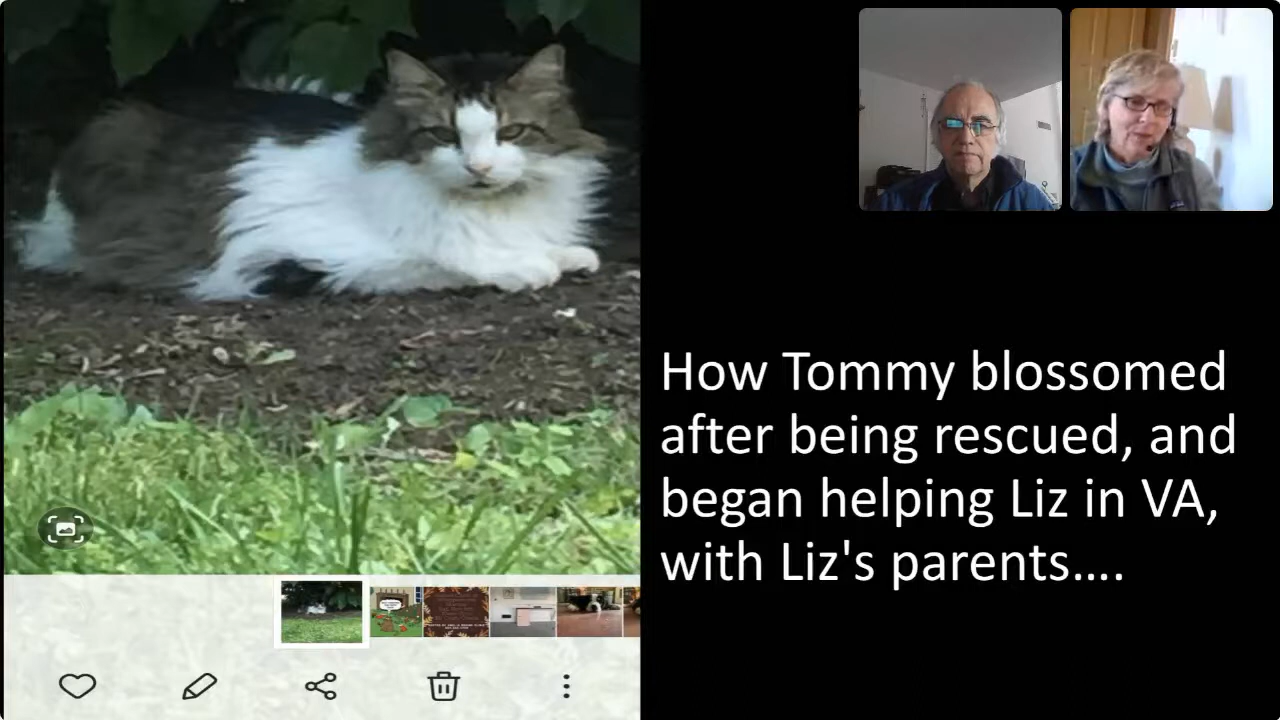 How Tommy blossomed
after being rescued, and
began helping Liz in VA,
with Liz's parents....